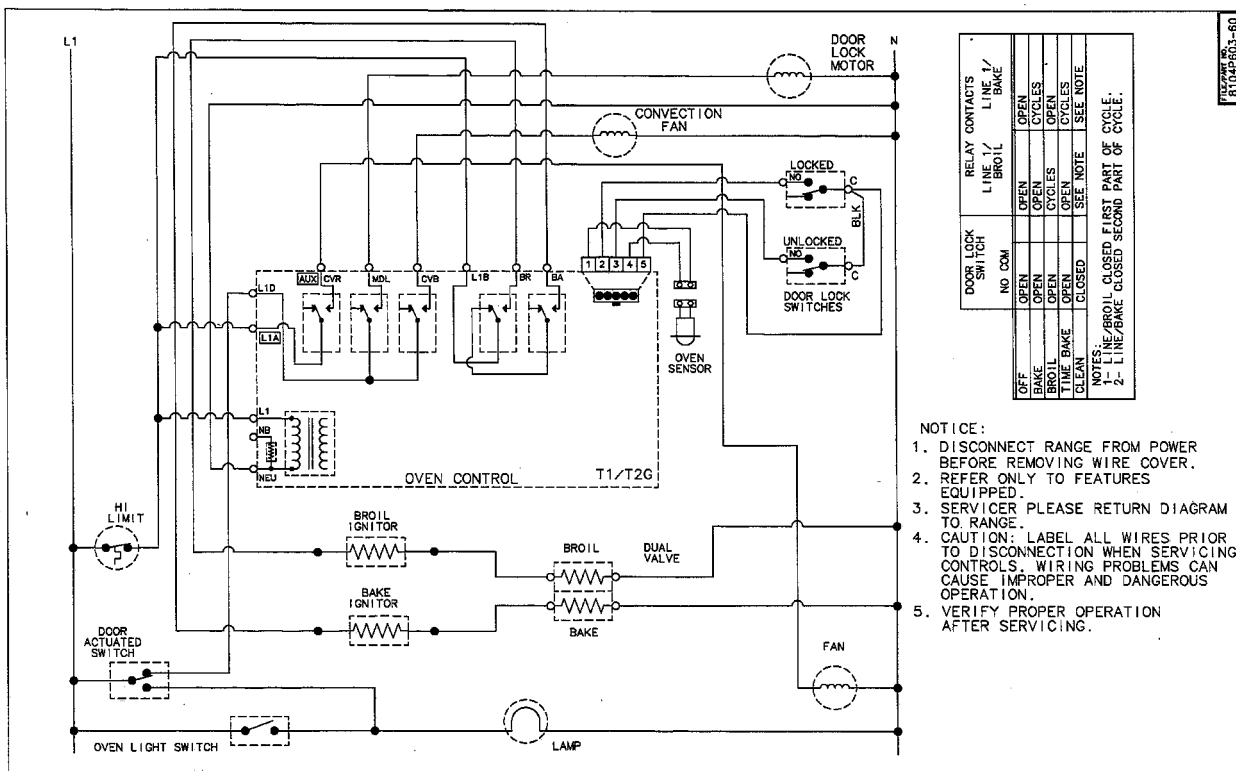 L1
DOOR
LOCK
MOTOR
N
CONVECTION
FAN
LOCKED
NO
C
BLK
UNLOCKED
NO
C
DOOR LOCK
SWITCHES
1 2 3 4 5
OVEN
SENSOR
AUX CVR
MDL
CVB
L1B
BR
BA
L1D
L1A
L1
NB
NEU
OVEN CONTROL
T1/T2G
HI
LIMIT
BROIL
IGNITOR
BROIL
DUAL
VALVE
BAKE
IGNITOR
BAKE
DOOR
ACTUATED
SWITCH
FAN
OVEN LIGHT SWITCH
LAMP
FILE/PART NO.
8104P603-60
DOOR LOCK SWITCH
RELAY CONTACTS
NO COM
LINE 1/ BROIL
LINE 1/ BAKE
OFF OPEN OPEN OPEN
BAKE OPEN OPEN CYCLES
BROIL OPEN CYCLES OPEN
TIME BAKE OPEN OPEN CYCLES
CLEAN CLOSED SEE NOTE SEE NOTE
NOTES:
1- LINE/BROIL CLOSED FIRST PART OF CYCLE.
2- LINE/BAKE CLOSED SECOND PART OF CYCLE.
NOTICE:
1. DISCONNECT RANGE FROM POWER
BEFORE REMOVING WIRE COVER.
2. REFER ONLY TO FEATURES
EQUIPPED.
3. SERVICER PLEASE RETURN DIAGRAM
TO RANGE.
4. CAUTION: LABEL ALL WIRES PRIOR
TO DISCONNECTION WHEN SERVICING
CONTROLS. WIRING PROBLEMS CAN
CAUSE IMPROPER AND DANGEROUS
OPERATION.
5. VERIFY PROPER OPERATION
AFTER SERVICING.